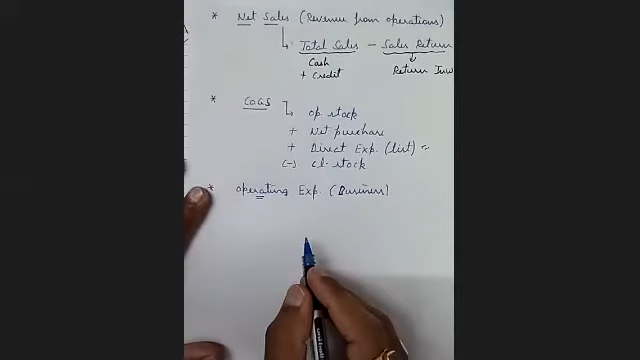 * Net Sales (Revenue from operations)
Total Sales - Sales Return
Cash Return Inw
+ Credit
* COGS op stock
+ Net purchase
+ Direct Exp. (list)
(-) cl. stock
* operating Exp. (Business)